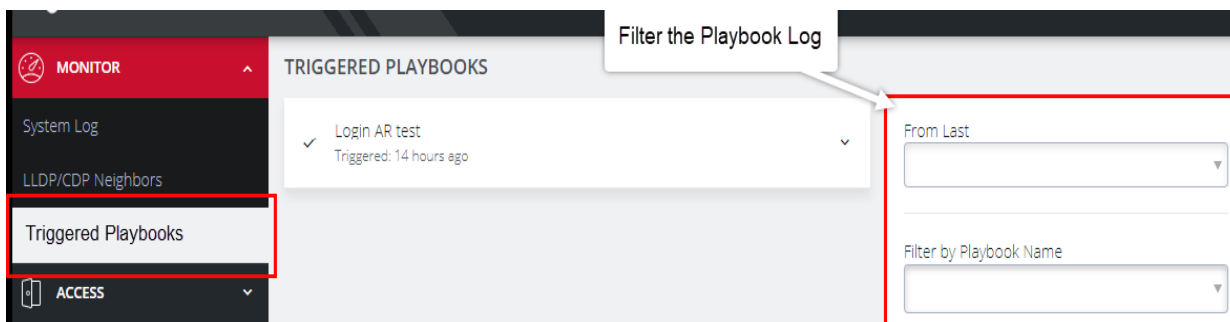 Filter the Playbook Log
MONITOR
TRIGGERED PLAYBOOKS
System Log
Login AR test
Triggered: 14 hours ago
From Last
LLDP/CDP Neighbors
Triggered Playbooks
Filter by Playbook Name
ACCESS